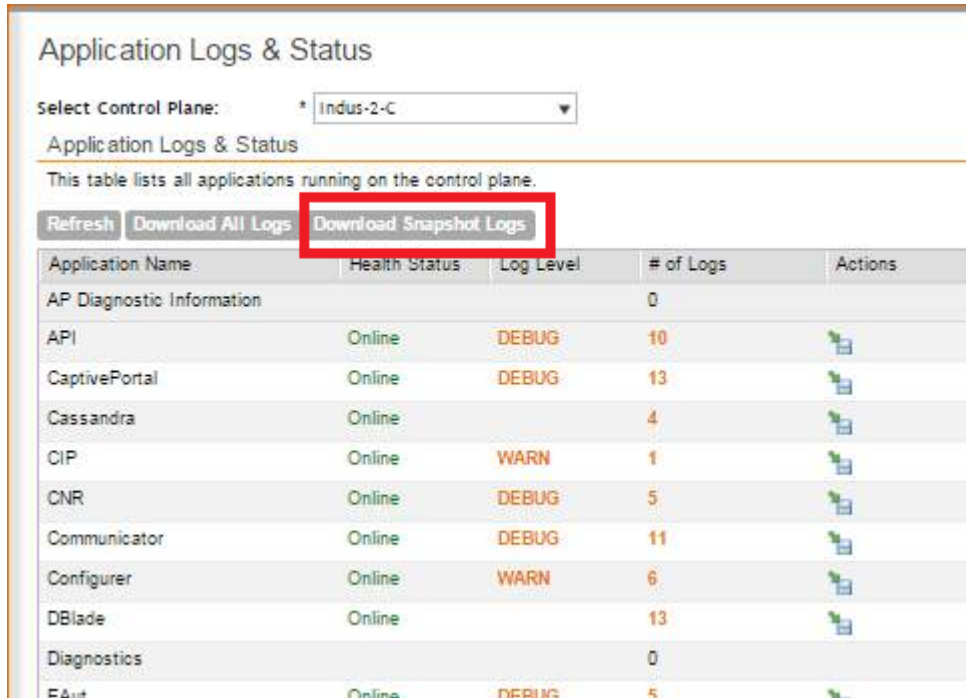 Application Logs & Status
Select Control Plane: * Indus-2-C
Application Logs & Status
This table lists all applications running on the control plane.
Refresh Download All Logs Download Snapshot Logs
Application Name Health Status Log Level # of Logs Actions
AP Diagnostic Information 0
API Online DEBUG 10
CaptivePortal Online DEBUG 13
Cassandra Online 4
CIP Online WARN 1
CNR Online DEBUG 5
Communicator Online DEBUG 11
Configurer Online WARN 6
DBlade Online 13
Diagnostics 0
EAut Online DEBUG 5